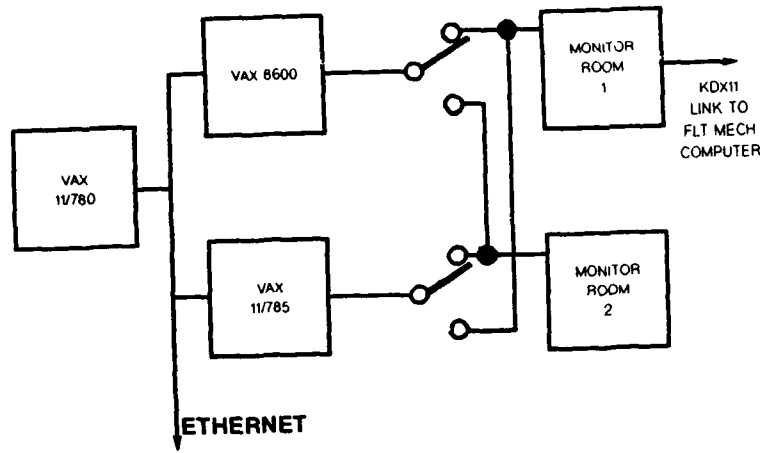 VAX 8600
MONITOR
ROOM
1
KDX11
LINK TO
FLT MECH
COMPUTER
VAX
11/780
VAX
11/785
MONITOR
ROOM
2
ETHERNET